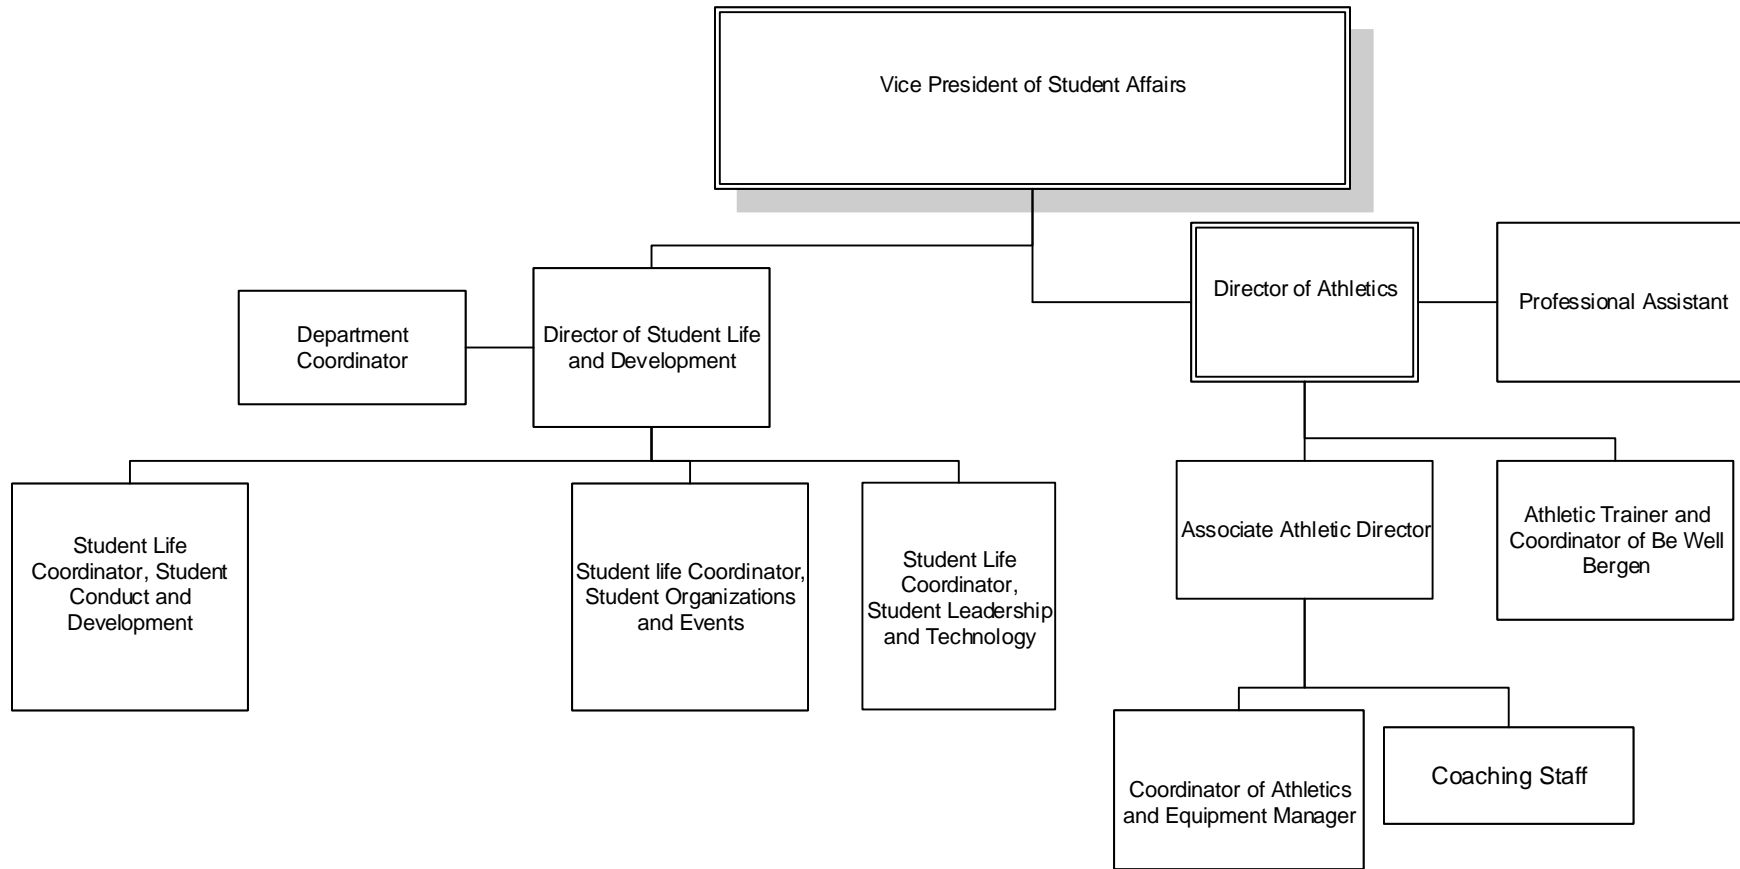 Vice President of Student Affairs
Director of Athletics
Professional Assistant
Department
Coordinator
Director of Student Life
and Development
Student Life
Coordinator, Student
Conduct and
Development
Student life Coordinator,
Student Organizations
and Events
Student Life
Coordinator,
Student Leadership
and Technology
Associate Athletic Director
Athletic Trainer and
Coordinator of Be Well
Bergen
Coordinator of Athletics
and Equipment Manager
Coaching Staff